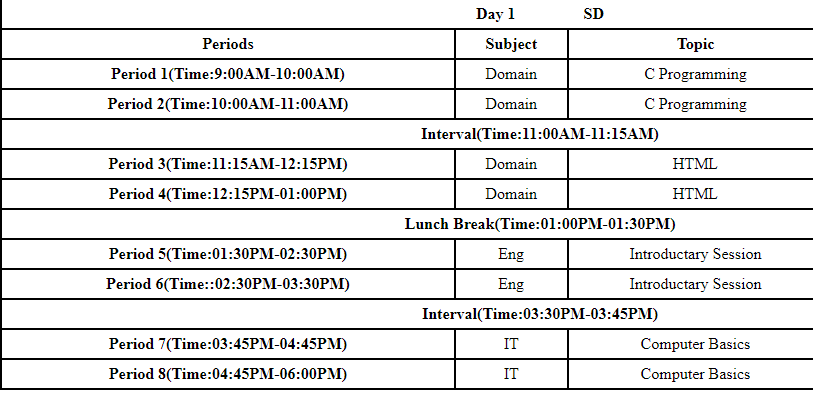 Day 1 SD
Periods Subject Topic
Period 1(Time:9:00AM-10:00AM) Domain C Programming
Period 2(Time:10:00AM-11:00AM) Domain C Programming
Interval(Time:11:00AM-11:15AM)
Period 3(Time:11:15AM-12:15PM) Domain HTML
Period 4(Time:12:15PM-01:00PM) Domain HTML
Lunch Break(Time:01:00PM-01:30PM)
Period 5(Time:01:30PM-02:30PM) Eng Introductary Session
Period 6(Time::02:30PM-03:30PM) Eng Introductary Session
Interval(Time:03:30PM-03:45PM)
Period 7(Time:03:45PM-04:45PM) IT Computer Basics
Period 8(Time:04:45PM-06:00PM) IT Computer Basics